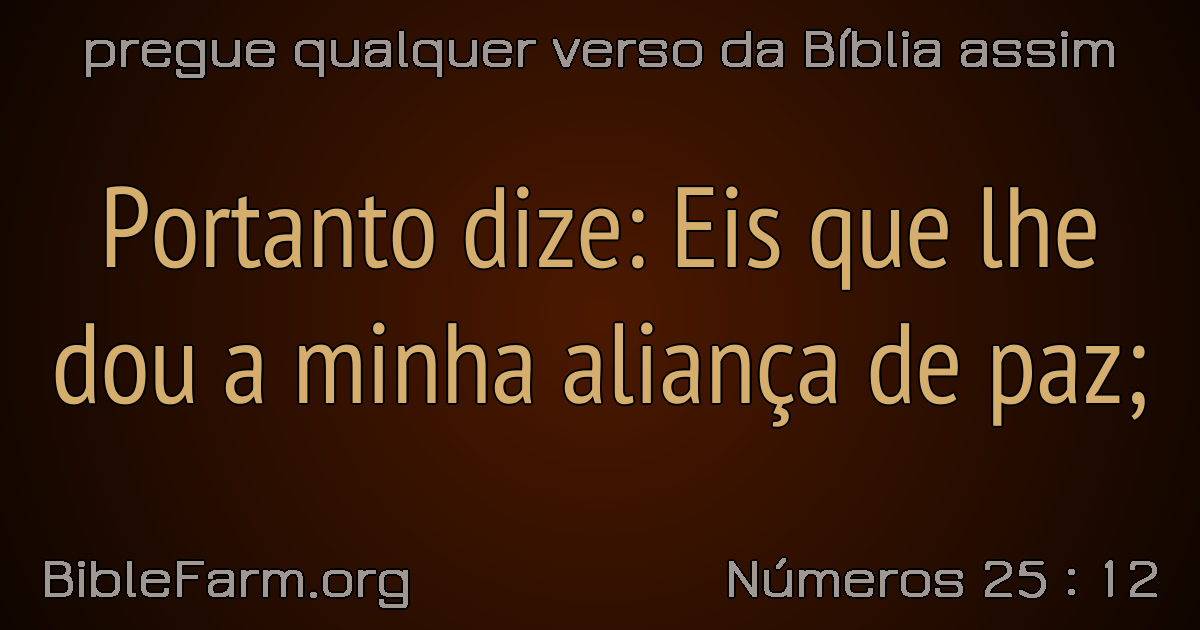 pregue qualquer verso da Bíblia assim
Portanto dize: Eis que lhe
dou a minha aliança de paz;
BibleFarm.org
Números 25 : 12